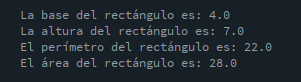 La base del rectángulo es: 4.0
La altura del rectángulo es: 7.0
El perímetro del rectángulo es: 22.0
El área del rectángulo es: 28.0